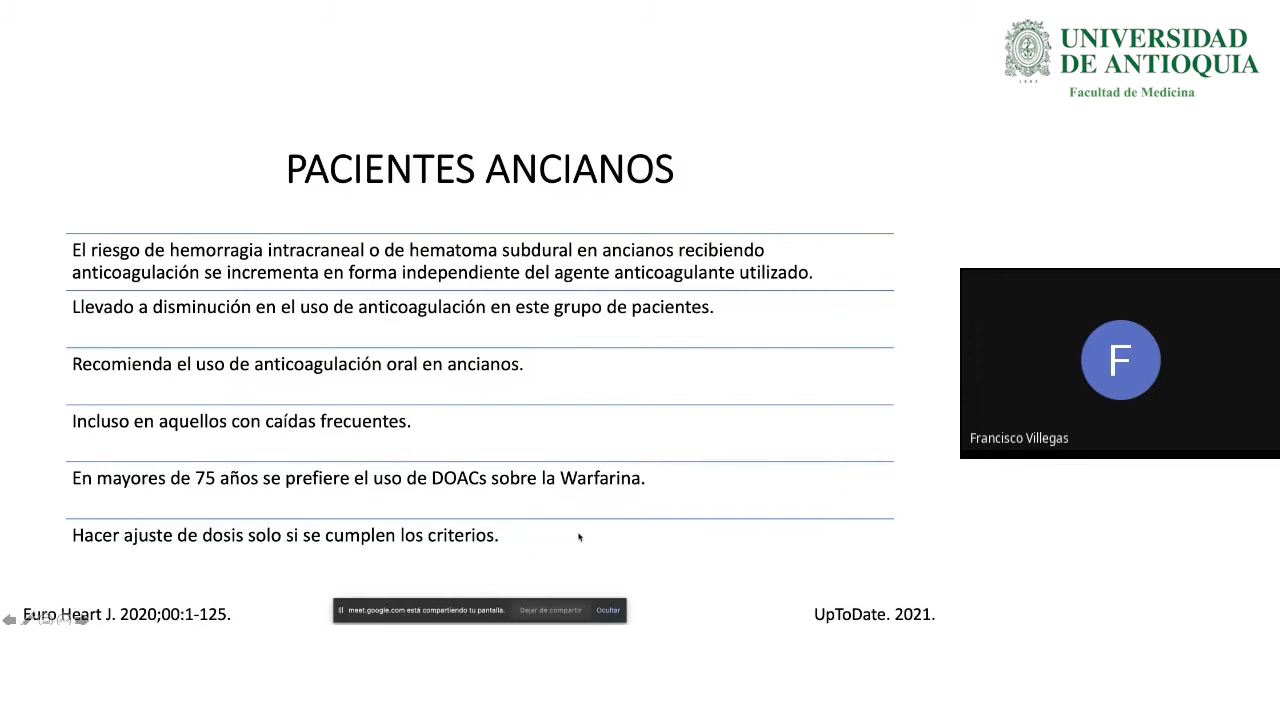 UNIVERSIDAD
DE ANTIOQUIA
Facultad de Medicina
PACIENTES ANCIANOS
El riesgo de hemorragia intracraneal o de hematoma subdural en ancianos recibiendo
anticoagulación se incrementa en forma independiente del agente anticoagulante utilizado.
Llevado a disminución en el uso de anticoagulación en este grupo de pacientes.
Recomienda el uso de anticoagulación oral en ancianos.
Incluso en aquellos con caídas frecuentes.
En mayores de 75 años se prefiere el uso de DOACs sobre la Warfarina.
Hacer ajuste de dosis solo si se cumplen los criterios.
F
Francisco Villegas
Euro Heart J. 2020;00:1-125.
meet.google.com está compartiendo tu pantalla.
Dejar de compartir
Ocultar
UpToDate. 2021.